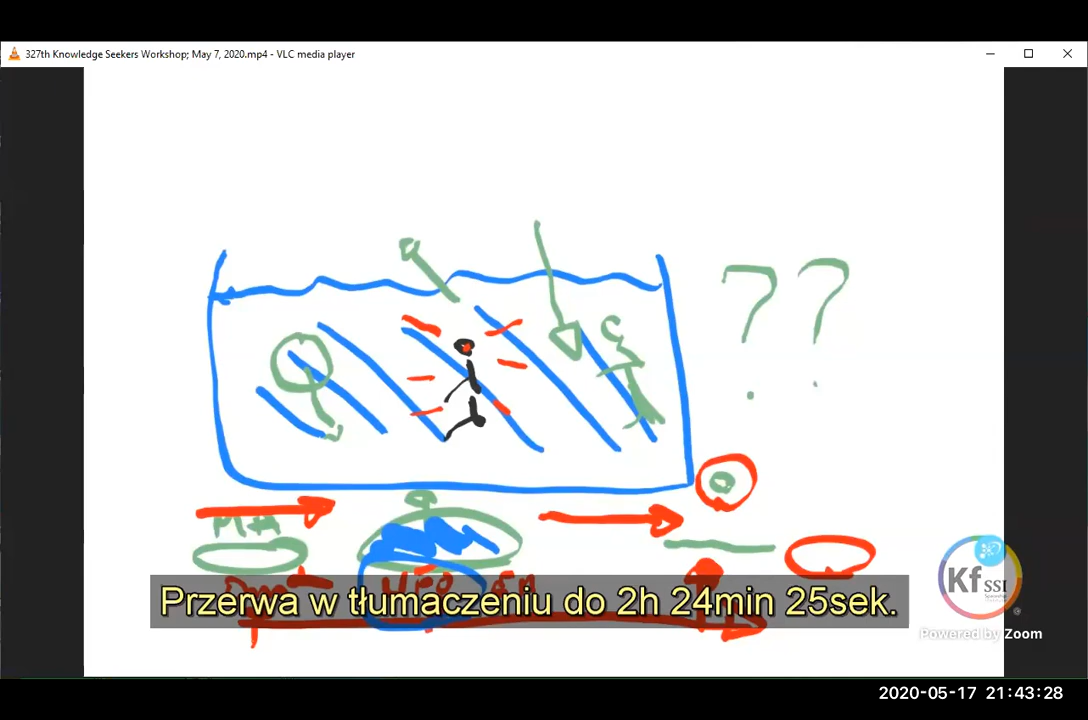 327th Knowledge Seekers Workshop; May 7, 2020.mp4 - VLC media player
? ?
Przerwa w tłumaczeniu do 2h 24min 25sek.
Kf SSI
Powered by Zoom
2020-05-17 21:43:28